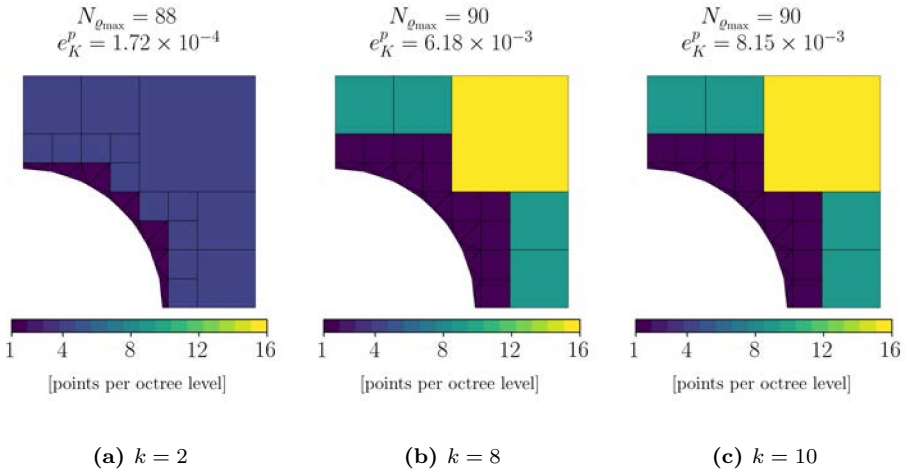 N_{ϱmax} = 88
e^p_K = 1.72 × 10^{-4}
1 4 8 12 16
[points per octree level]
(a) k = 2
N_{ϱmax} = 90
e^p_K = 6.18 × 10^{-3}
1 4 8 12 16
[points per octree level]
(b) k = 8
N_{ϱmax} = 90
e^p_K = 8.15 × 10^{-3}
1 4 8 12 16
[points per octree level]
(c) k = 10